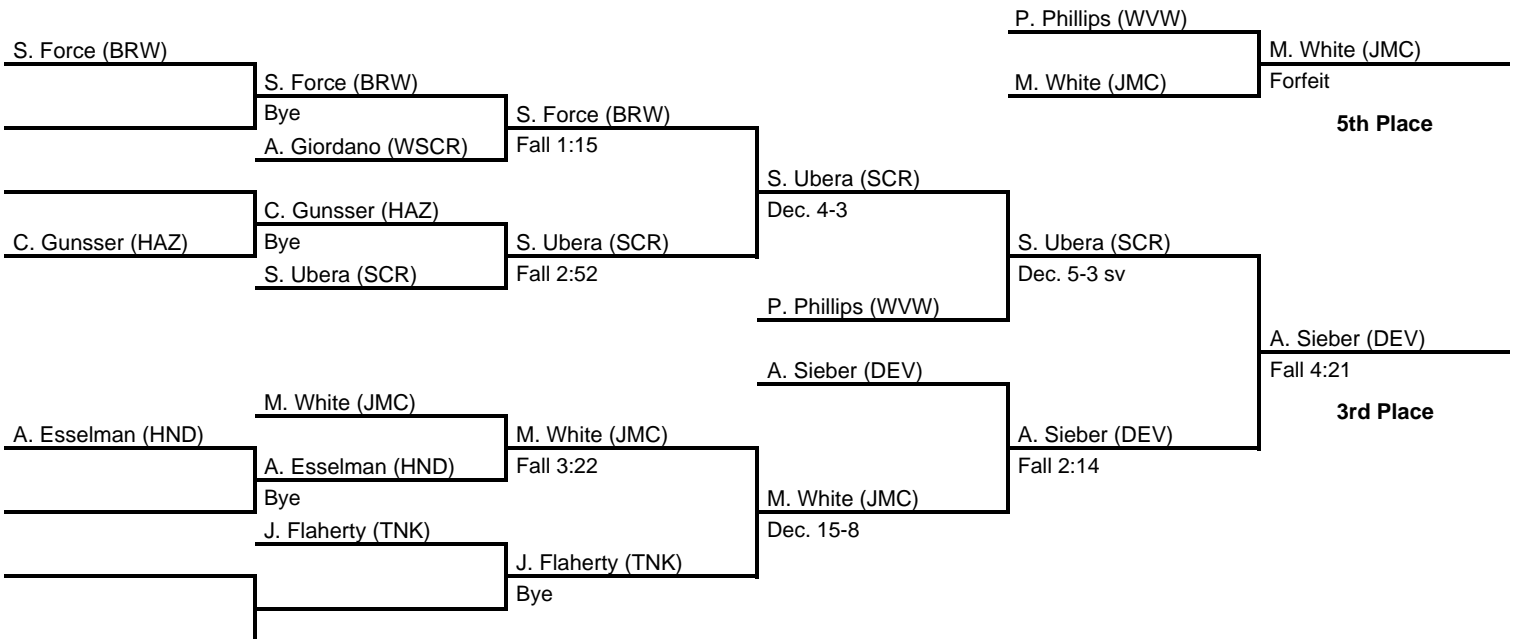 P. Phillips (WVW)
S. Force (BRW)
M. White (JMC)
S. Force (BRW)
M. White (JMC)
Forfeit
Bye
S. Force (BRW)
5th Place
A. Giordano (WSCR)
Fall 1:15
S. Ubera (SCR)
C. Gunsser (HAZ)
Dec. 4-3
C. Gunsser (HAZ)
Bye
S. Ubera (SCR)
S. Ubera (SCR)
S. Ubera (SCR)
Fall 2:52
Dec. 5-3 sv
P. Phillips (WVW)
A. Sieber (DEV)
A. Sieber (DEV)
Fall 4:21
M. White (JMC)
3rd Place
A. Esselman (HND)
M. White (JMC)
A. Sieber (DEV)
A. Esselman (HND)
Fall 3:22
Fall 2:14
Bye
M. White (JMC)
J. Flaherty (TNK)
Dec. 15-8
J. Flaherty (TNK)
Bye